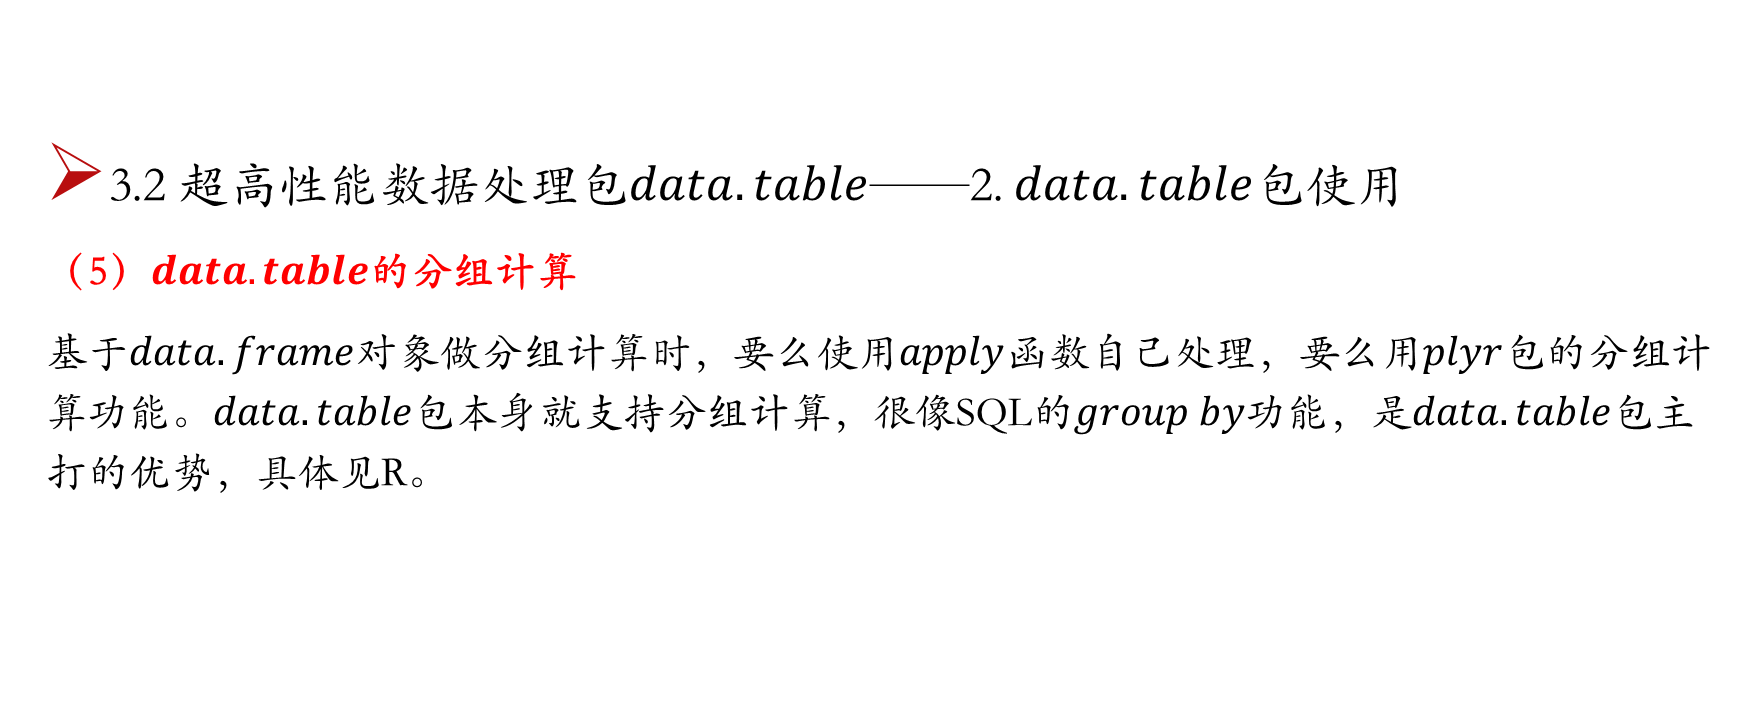 3.2 超高性能数据处理包data.table——2. data.table包使用
（5）data.table的分组计算
基于data.frame对象做分组计算时，要么使用apply函数自己处理，要么用plyr包的分组计
算功能。data.table包本身就支持分组计算，很像SQL的group by功能，是data.table包主
打的优势，具体见R。